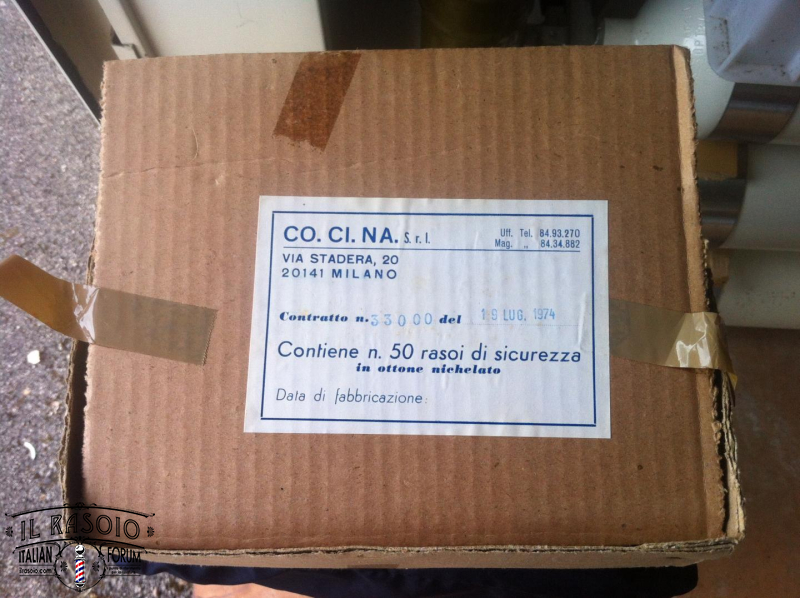 CO. CI. NA. S. r. l.
Uff. Tel. 84.93.270
Mag. „ 84.34.882
VIA STADERA, 20
20141 MILANO
Contratto n. 33000 del 19 LUG. 1974
Contiene n. 50 rasoi di sicurezza
in ottone nichelato
Data di fabbricazione:
IL RASOIO
ITALIAN FORUM
ilrasoio.com